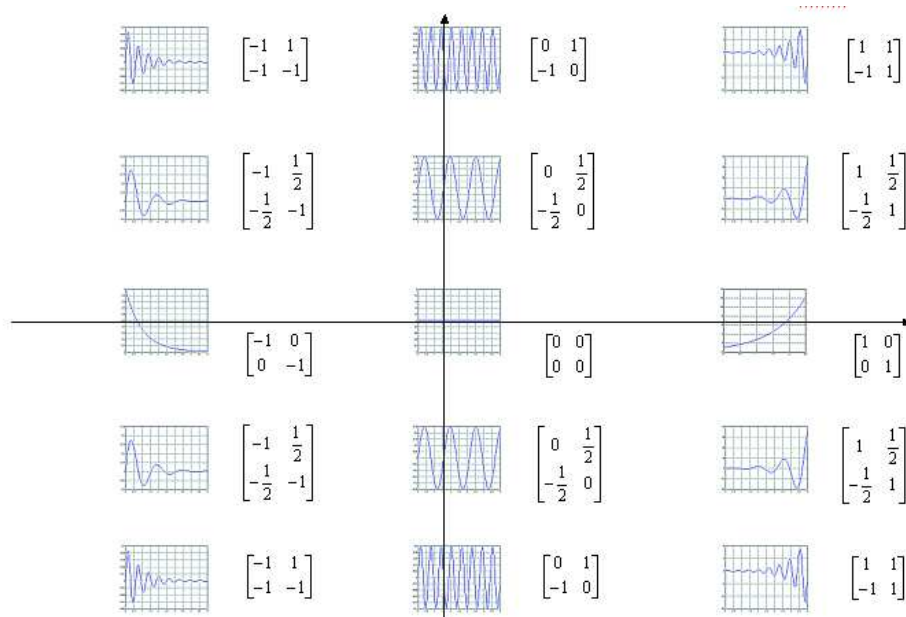 [-1 1] [0 1] [1 1]
[-1 -1] [-1 0] [-1 1]
[-1 1/2] [0 1/2] [1 1/2]
[-1/2 -1] [-1/2 0] [-1/2 1]
[-1 0] [0 0] [1 0]
[0 -1] [0 0] [0 1]
[-1 1/2] [0 1/2] [1 1/2]
[-1/2 -1] [-1/2 0] [-1/2 1]
[-1 1] [0 1] [1 1]
[-1 -1] [-1 0] [-1 1]